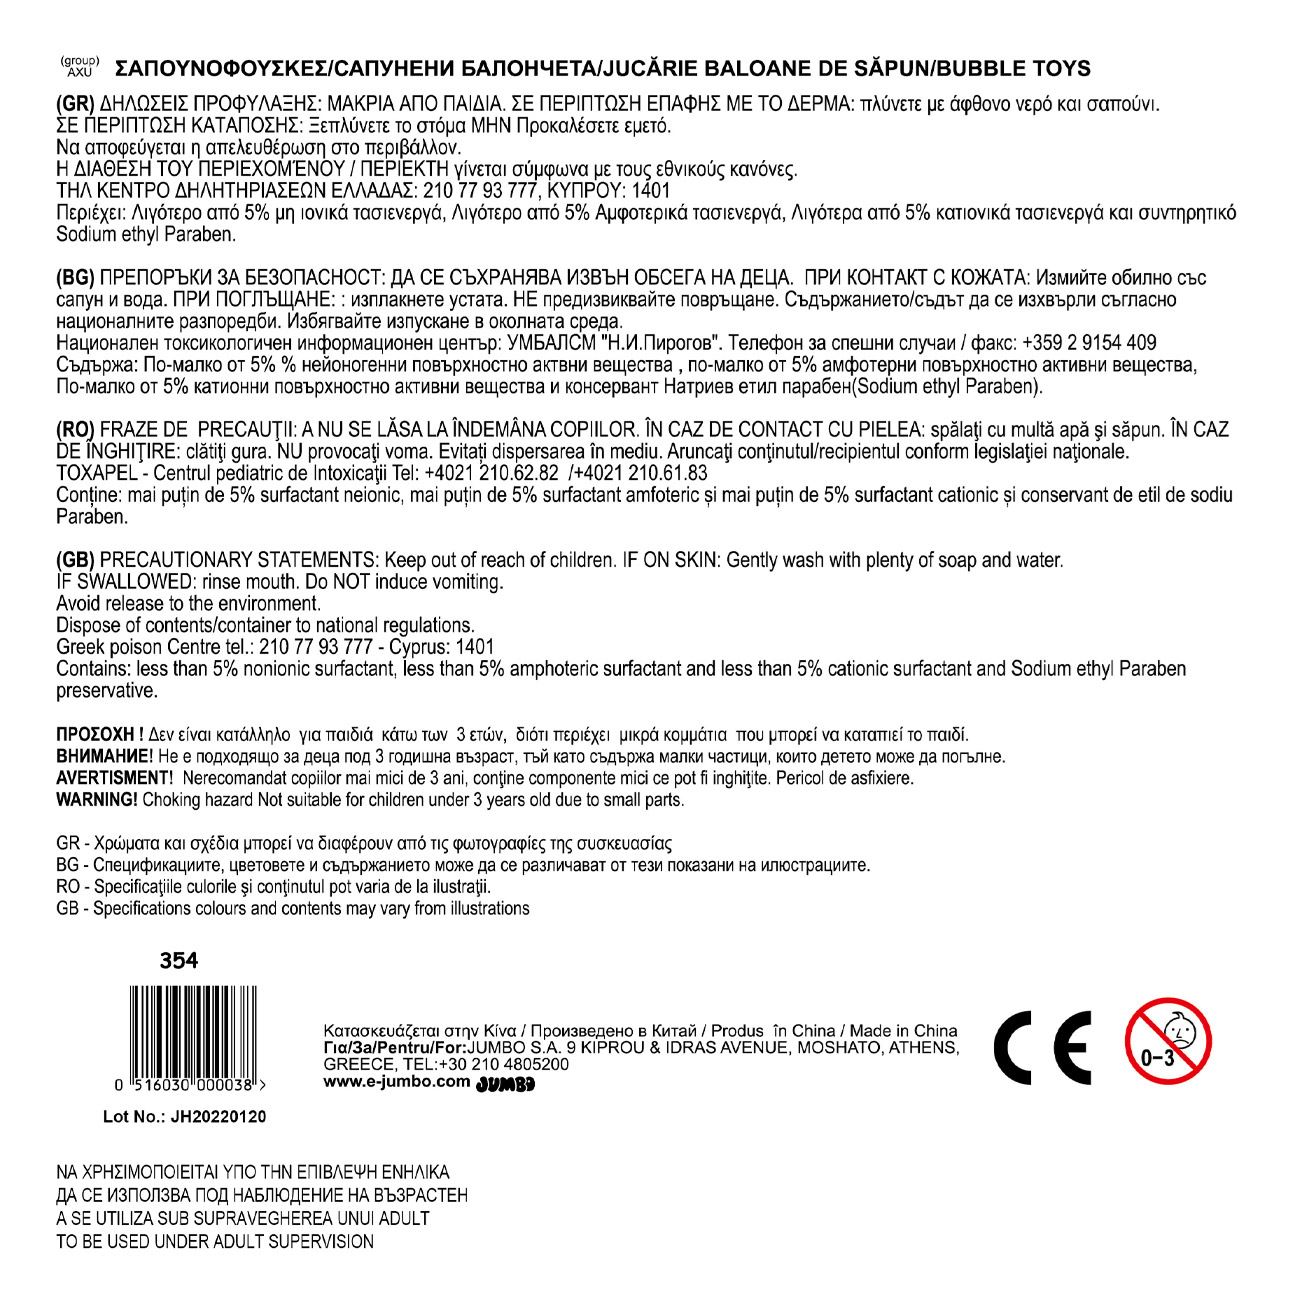 (group)
AXU
ΣΑΠΟΥΝΟΦΟΥΣΚΕΣ/САПУНЕНИ БАЛОНЧЕТА/JUCĂRIE BALOANE DE SĂPUN/BUBBLE TOYS
(GR) ΔΗΛΩΣΕΙΣ ΠΡΟΦΥΛΑΞΗΣ: ΜΑΚΡΙΑ ΑΠΟ ΠΑΙΔΙΑ. ΣΕ ΠΕΡΙΠΤΩΣΗ ΕΠΑΦΗΣ ΜΕ ΤΟ ΔΕΡΜΑ: πλύνετε με άφθονο νερό και σαπούνι.
ΣΕ ΠΕΡΙΠΤΩΣΗ ΚΑΤΑΠΟΣΗΣ: Ξεπλύνετε το στόμα ΜΗΝ Προκαλέσετε εμετό.
Να αποφεύγεται η απελευθέρωση στο περιβάλλον.
Η ΔΙΑΘΕΣΗ ΤΟΥ ΠΕΡΙΕΧΟΜΈΝΟΥ / ΠΕΡΙΕΚΤΗ γίνεται σύμφωνα με τους εθνικούς κανόνες.
ΤΗΛ ΚΕΝΤΡΟ ΔΗΛΗΤΗΡΙΑΣΕΩΝ ΕΛΛΑΔΑΣ: 210 77 93 777, ΚΥΠΡΟΥ: 1401
Περιέχει: Λιγότερο από 5% μη ιονικά τασιενεργά, Λιγότερο από 5% Αμφοτερικά τασιενεργά, Λιγότερα από 5% κατιονικά τασιενεργά και συντηρητικό
Sodium ethyl Paraben.
(BG) ПРЕПОРЪКИ ЗА БЕЗОПАСНОСТ: ДА СЕ СЪХРАНЯВА ИЗВЪН ОБСЕГА НА ДЕЦА. ПРИ КОНТАКТ С КОЖАТА: Измийте обилно със
сапун и вода. ПРИ ПОГЛЪЩАНЕ: : изплакнете устата. НЕ предизвиквайте повръщане. Съдържанието/съдът да се изхвърли съгласно
националните разпоредби. Избягвайте изпускане в околната среда.
Национален токсикологичен информационен център: УМБАЛСМ "Н.И.Пирогов". Телефон за спешни случаи / факс: +359 2 9154 409
Съдържа: По-малко от 5% % нейоногенни повърхностно актвни вещества , по-малко от 5% амфотерни повърхностно активни вещества,
По-малко от 5% катионни повърхностно активни вещества и консервант Натриев етил парабен(Sodium ethyl Paraben).
(RO) FRAZE DE PRECAUŢII: A NU SE LĂSA LA ÎNDEMÂNA COPIILOR. ÎN CAZ DE CONTACT CU PIELEA: spălaţi cu multă apă şi săpun. ÎN CAZ
DE ÎNGHIŢIRE: clătiţi gura. NU provocaţi voma. Evitaţi dispersarea în mediu. Aruncaţi conţinutul/recipientul conform legislaţiei naţionale.
TOXAPEL - Centrul pediatric de Intoxicaţii Tel: +4021 210.62.82 /+4021 210.61.83
Conține: mai puțin de 5% surfactant neionic, mai puțin de 5% surfactant amfoteric și mai puțin de 5% surfactant cationic și conservant de etil de sodiu
Paraben.
(GB) PRECAUTIONARY STATEMENTS: Keep out of reach of children. IF ON SKIN: Gently wash with plenty of soap and water.
IF SWALLOWED: rinse mouth. Do NOT induce vomiting.
Avoid release to the environment.
Dispose of contents/container to national regulations.
Greek poison Centre tel.: 210 77 93 777 - Cyprus: 1401
Contains: less than 5% nonionic surfactant, less than 5% amphoteric surfactant and less than 5% cationic surfactant and Sodium ethyl Paraben
preservative.
ΠΡΟΣΟΧΗ ! Δεν είναι κατάλληλο για παιδιά κάτω των 3 ετών, διότι περιέχει μικρά κομμάτια που μπορεί να καταπιεί το παιδί.
ВНИМАНИЕ! Не е подходящо за деца под 3 годишна възраст, тъй като съдържа малки частици, които детето може да погълне.
AVERTISMENT! Nerecomandat copiilor mai mici de 3 ani, conţine componente mici ce pot fi inghiţite. Pericol de asfixiere.
WARNING! Choking hazard Not suitable for children under 3 years old due to small parts.
GR - Χρώματα και σχέδια μπορεί να διαφέρουν από τις φωτογραφίες της συσκευασίας
BG - Спецификациите, цветовете и съдържанието може да се различават от тези показани на илюстрациите.
RO - Specificaţiile culorile şi conţinutul pot varia de la ilustraţii.
GB - Specifications colours and contents may vary from illustrations
354
0 516030 000038 >
Lot No.: JH20220120
Κατασκευάζεται στην Κίνα / Произведено в Китай / Produs în China / Made in China
Για/За/Pentru/For:JUMBO S.A. 9 KIPROU & IDRAS AVENUE, MOSHATO, ATHENS,
GREECE, TEL:+30 210 4805200
www.e-jumbo.com JUMBO
CE
0-3
ΝΑ ΧΡΗΣΙΜΟΠΟΙΕΙΤΑΙ ΥΠΟ ΤΗΝ ΕΠΙΒΛΕΨΗ ΕΝΗΛΙΚΑ
ДА СЕ ИЗПОЛЗВА ПОД НАБЛЮДЕНИЕ НА ВЪЗРАСТЕН
A SE UTILIZA SUB SUPRAVEGHEREA UNUI ADULT
TO BE USED UNDER ADULT SUPERVISION